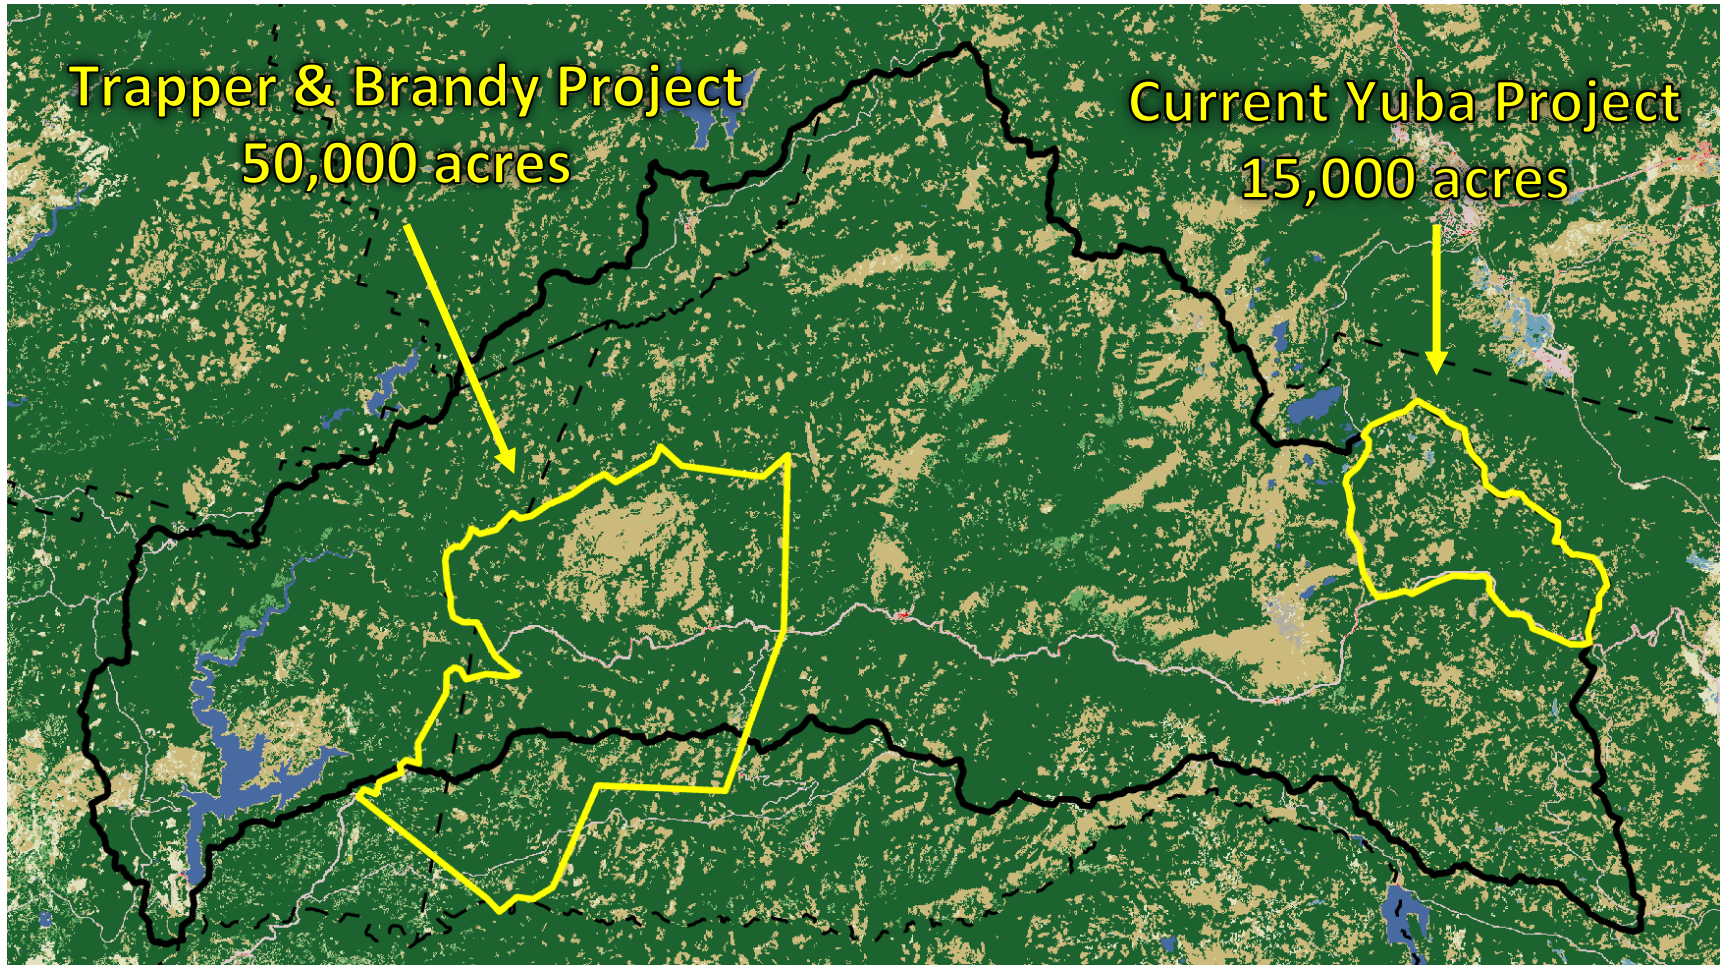 Trapper & Brandy Project
50,000 acres
Current Yuba Project
15,000 acres